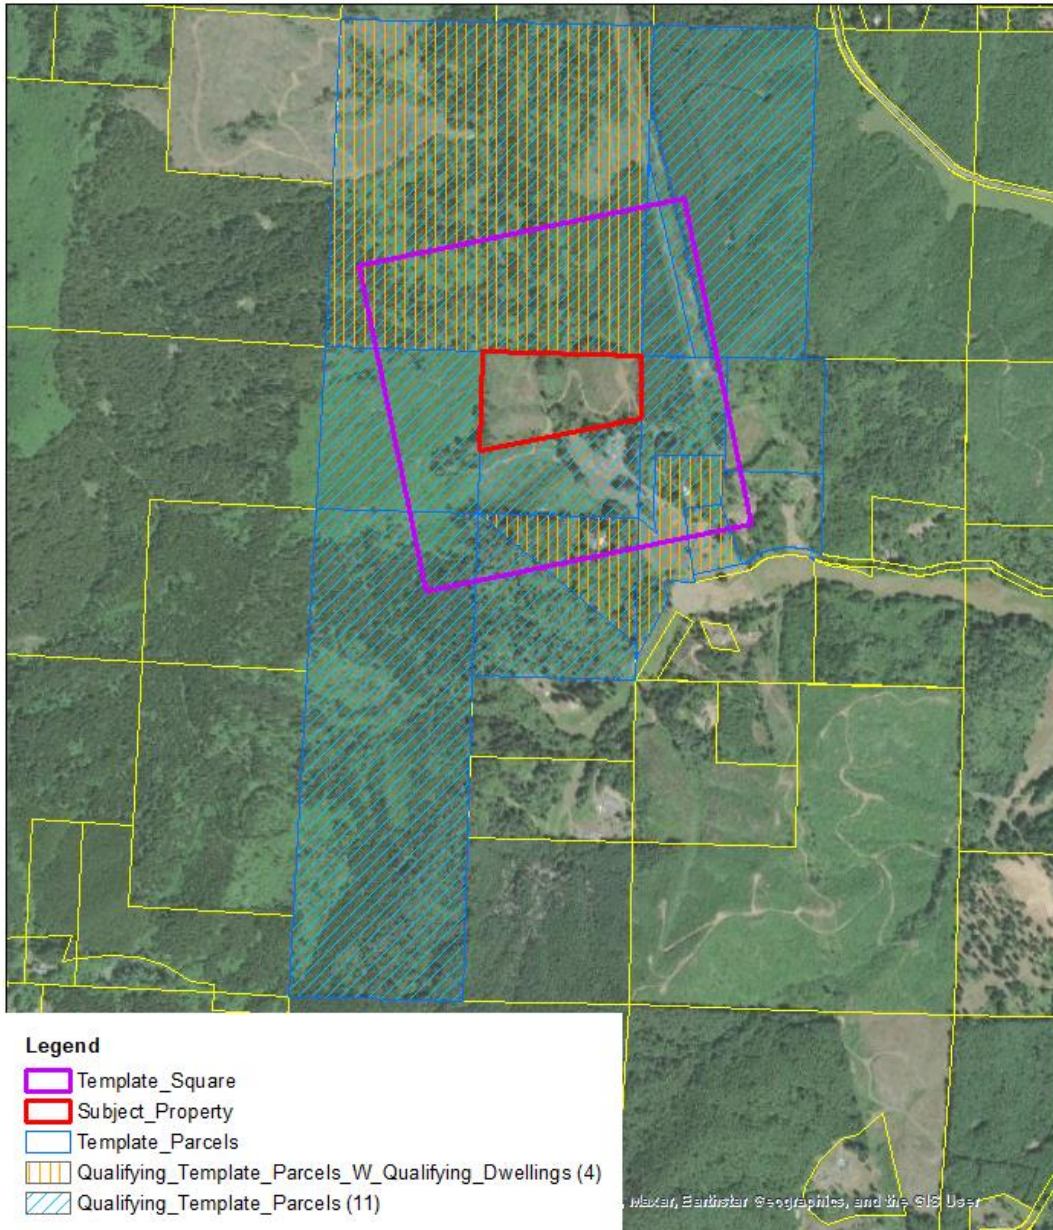 Legend
Template_Square
Subject_Property
Template_Parcels
Qualifying_Template_Parcels_W_Qualifying_Dwellings (4)
Qualifying_Template_Parcels (11)
, Maxar, Earthstar Geographics, and the GIS User